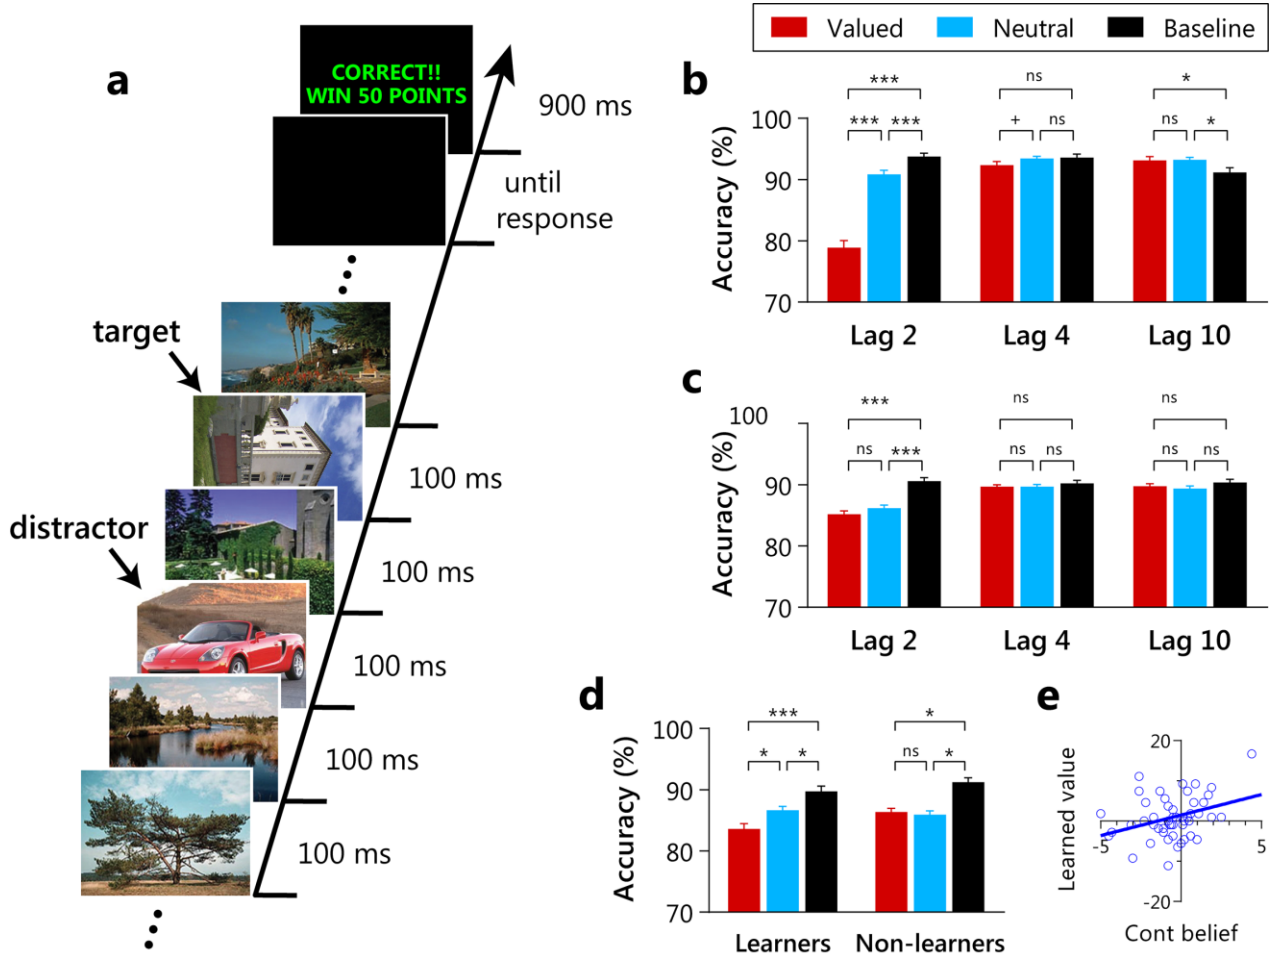 Valued Neutral Baseline
a
CORRECT!!
WIN 50 POINTS
900 ms
until
response
target
100 ms
distractor
100 ms
100 ms
100 ms
100 ms
b
*** ns *
*** *** + ns ns *
Accuracy (%)
100
90
80
70
Lag 2 Lag 4 Lag 10
c
*** ns ns
ns *** ns ns ns ns
Accuracy (%)
100
90
80
70
Lag 2 Lag 4 Lag 10
d
*** *
* * ns *
Accuracy (%)
100
90
80
70
Learners Non-learners
e
Learned value
20
-5 5
-20
Cont belief